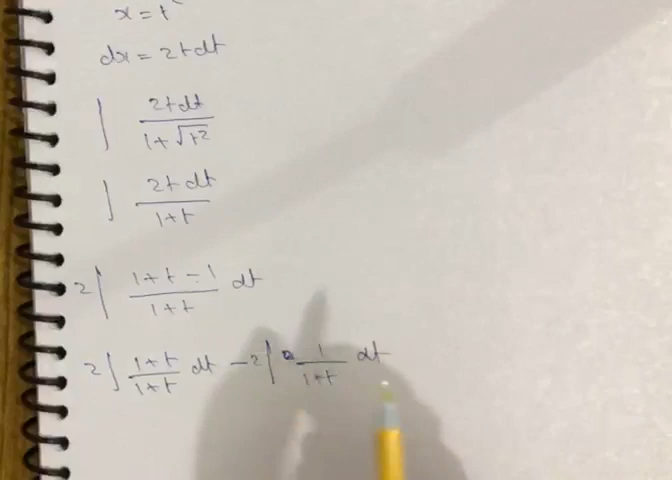 x = t²
dx = 2t dt
∫ 2t dt / 1 + √t²
∫ 2t dt / 1 + t
2 ∫ 1 + t - 1 / 1 + t dt
2 ∫ 1 + t / 1 + t dt - 2 ∫ 1 / 1 + t dt